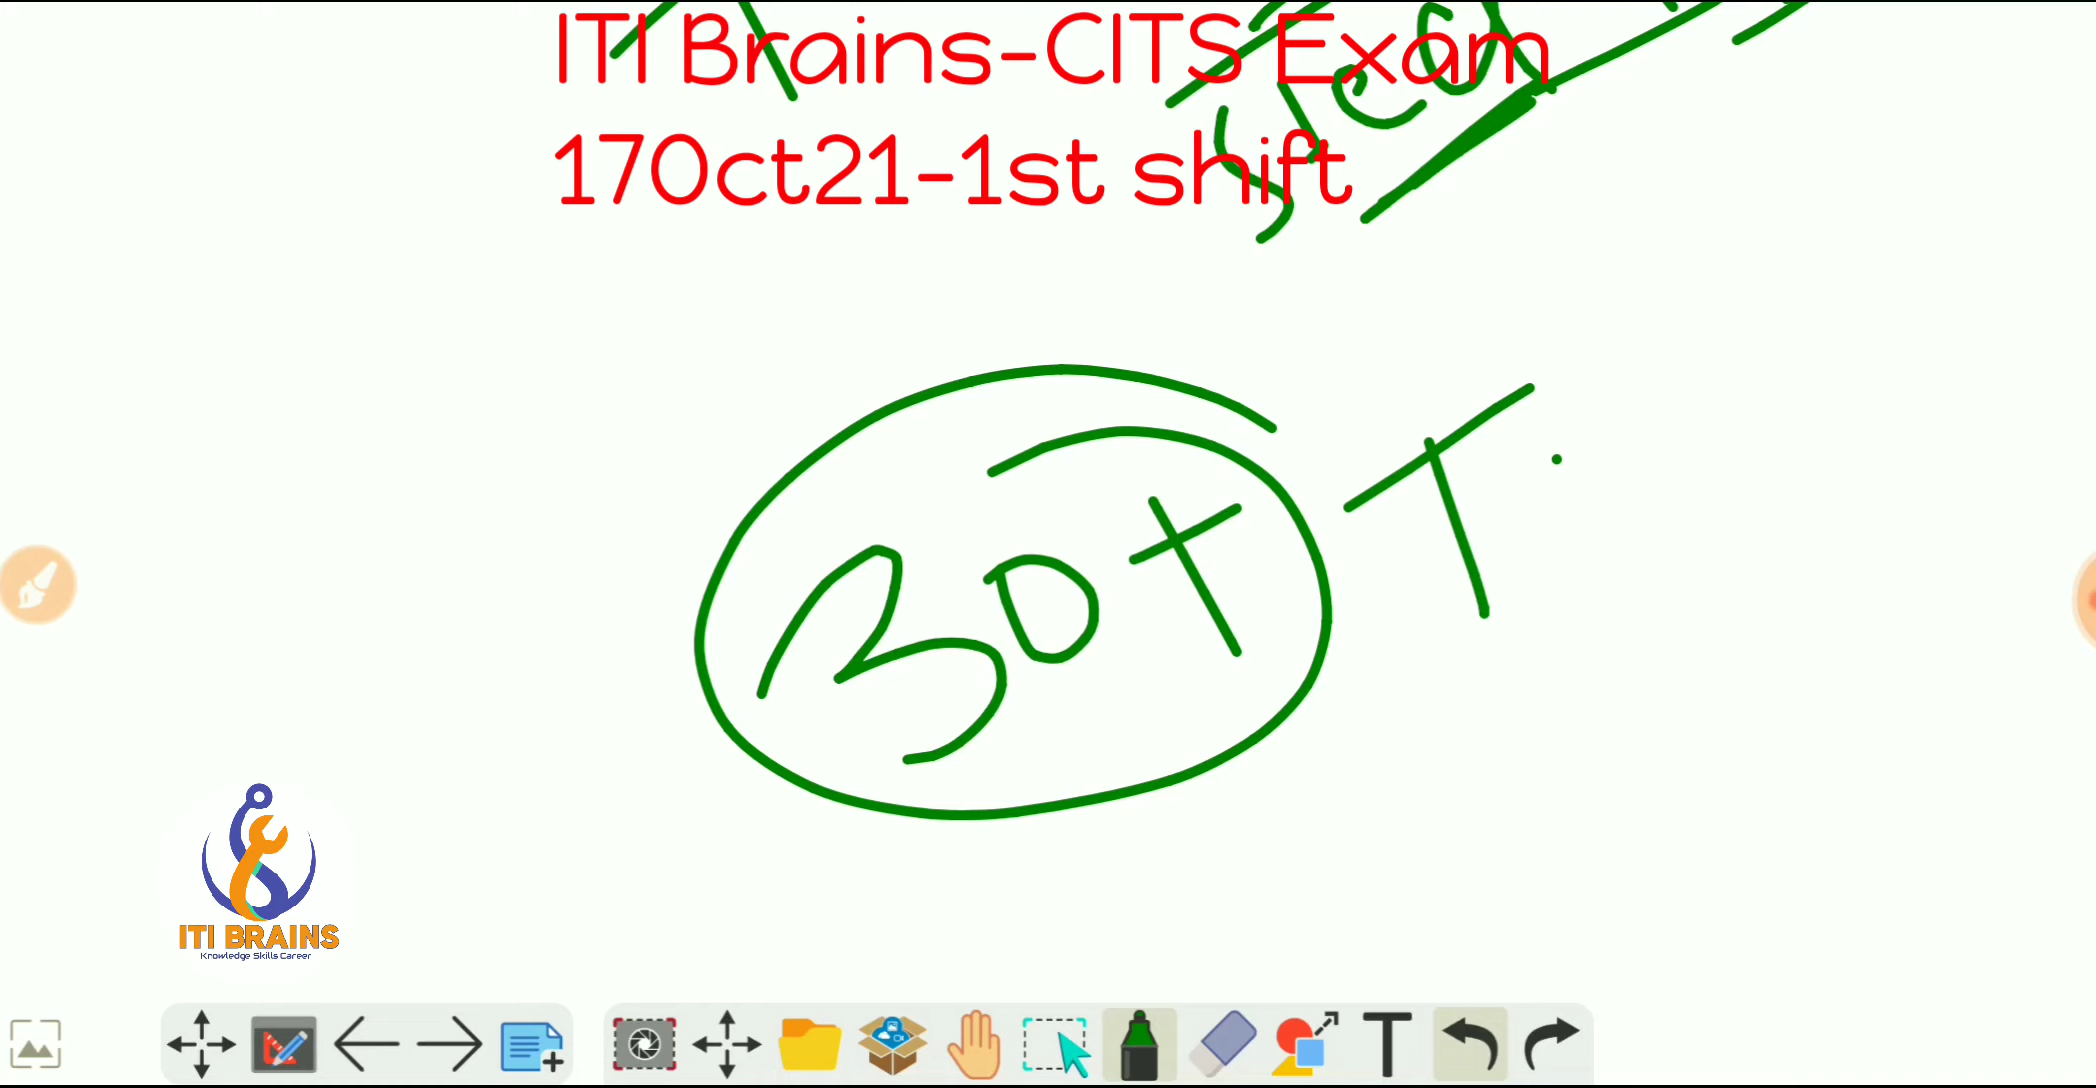 ITI Brains-CITS Exam
17Oct21-1st shift
30+ T
ITI BRAINS
Knowledge Skills Career